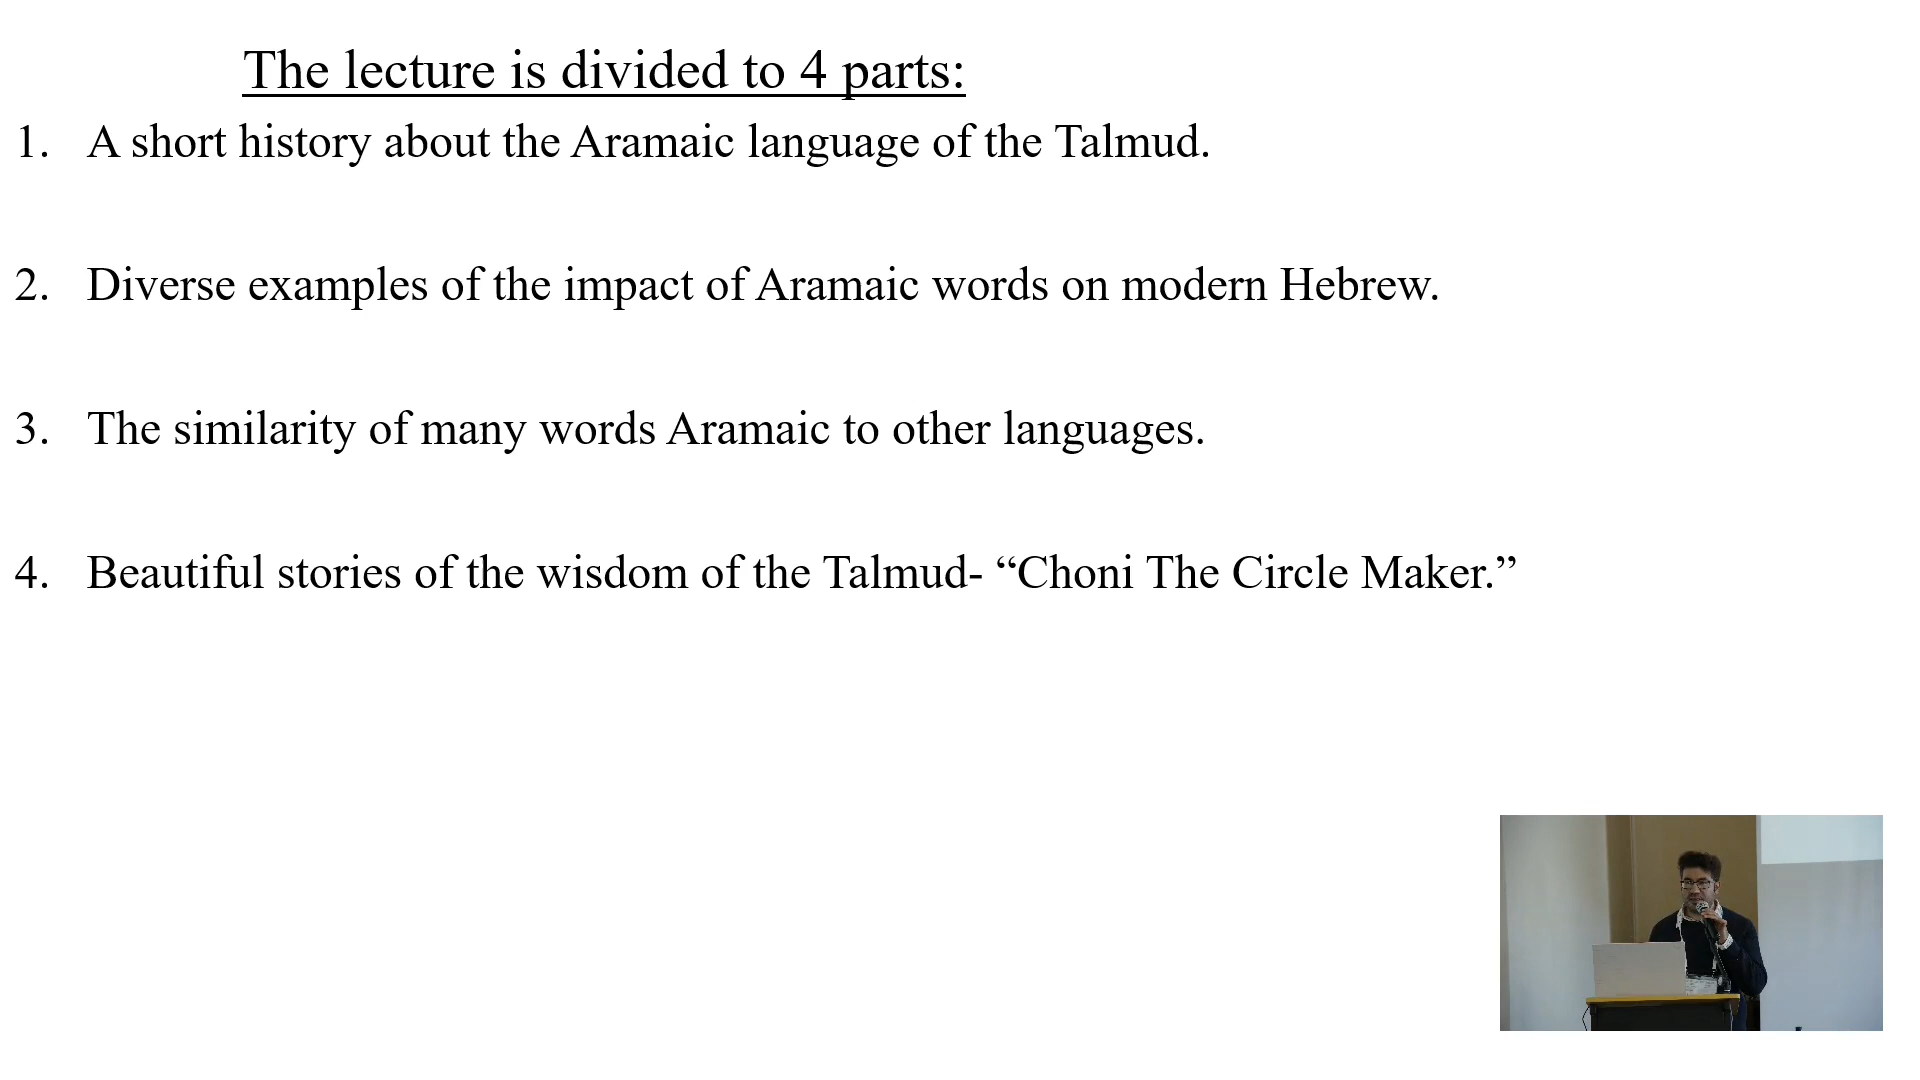 The lecture is divided to 4 parts:
1. A short history about the Aramaic language of the Talmud.
2. Diverse examples of the impact of Aramaic words on modern Hebrew.
3. The similarity of many words Aramaic to other languages.
4. Beautiful stories of the wisdom of the Talmud- “Choni The Circle Maker.”